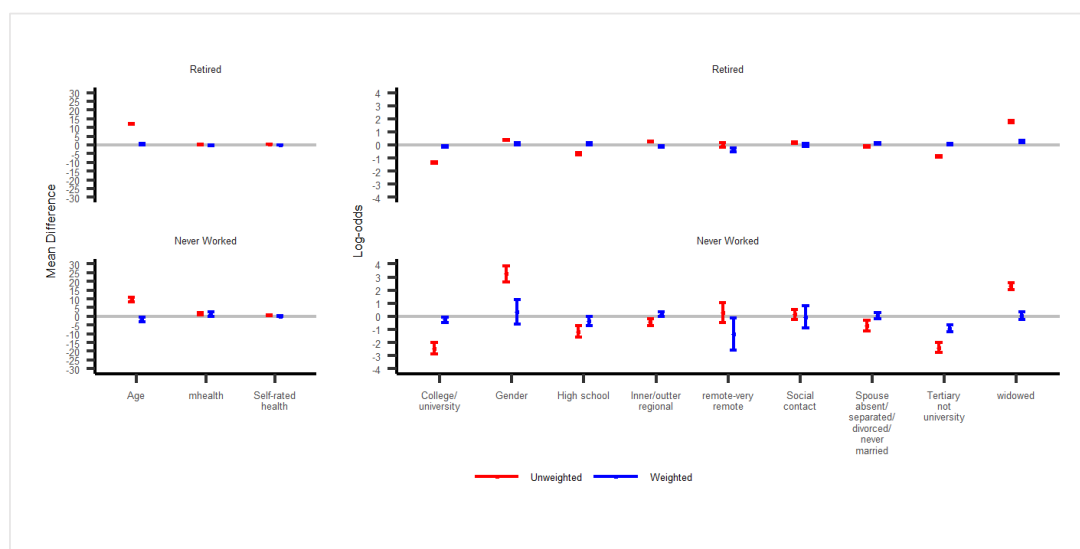 Retired
Retired
Mean Difference
30
25
20
15
10
5
0
-5
-10
-15
-20
-25
-30
Log-odds
4
3
2
1
0
-1
-2
-3
-4
Never Worked
Never Worked
30
25
20
15
10
5
0
-5
-10
-15
-20
-25
-30
4
3
2
1
0
-1
-2
-3
-4
Age
mhealth
Self-rated
health
College/
university
Gender
High school
Inner/outter
regional
remote-very
remote
Social
contact
Spouse
absent/
separated/
divorced/
never
married
Tertiary
not
university
widowed
Unweighted
Weighted